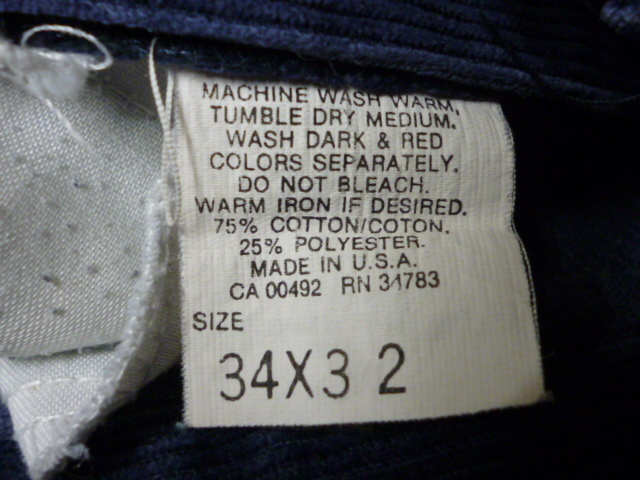 MACHINE WASH WARM.
TUMBLE DRY MEDIUM.
WASH DARK & RED
COLORS SEPARATELY.
DO NOT BLEACH.
WARM IRON IF DESIRED.
75% COTTON/COTON.
25% POLYESTER.
MADE IN U.S.A.
CA 00492 RN 34783
SIZE
34X3 2